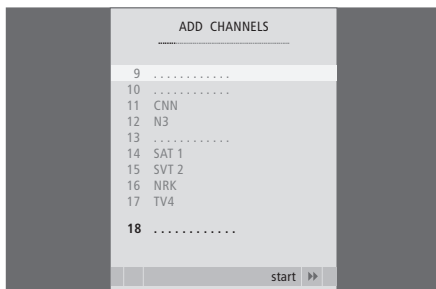 ADD CHANNELS
9 . . . . . . . . . . . .
10 . . . . . . . . . . . .
11 CNN
12 N3
13 . . . . . . . . . . . .
14 SAT 1
15 SVT 2
16 NRK
17 TV4
18 . . . . . . . . . . . .
start